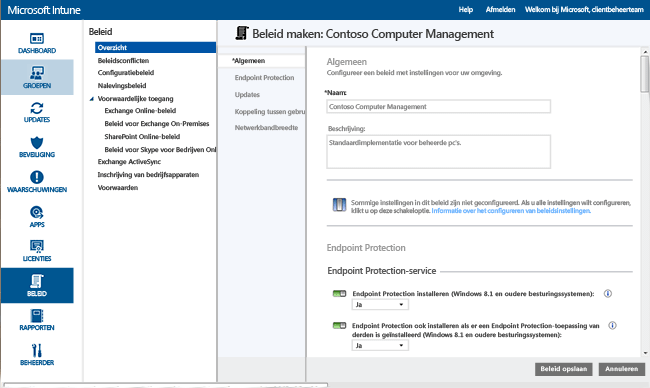 Microsoft Intune
Help
Afmelden
Welkom bij Microsoft, clientbeheerteam
DASHBOARD
GROEPEN
UPDATES
BEVEILIGING
WAARSCHUWINGEN
APPS
LICENTIES
BELEID
RAPPORTEN
BEHEERDER
Beleid
Overzicht
Beleidsconflicten
Configuratiebeleid
Nalevingsbeleid
Voorwaardelijke toegang
Exchange Online-beleid
Beleid voor Exchange On-Premises
SharePoint Online-beleid
Beleid voor Skype voor Bedrijven Onl
Exchange ActiveSync
Inschrijving van bedrijfsapparaten
Voorwaarden
Beleid maken: Contoso Computer Management
*Algemeen
Endpoint Protection
Updates
Koppeling tussen gebru
Netwerkbandbreedte
Algemeen
Configureer een beleid met instellingen voor uw omgeving.
*Naam:
Contoso Computer Management
Beschrijving:
Standaardimplementatie voor beheerde pc's.
Sommige instellingen in dit beleid zijn niet geconfigureerd. Als u alle instellingen wilt configureren,
klikt u op deze schakeloptie. Informatie over het configureren van beleidsinstellingen.
Endpoint Protection
Endpoint Protection-service
Endpoint Protection installeren (Windows 8.1 en oudere besturingssystemen):
Ja
Endpoint Protection ook installeren als er een Endpoint Protection-toepassing van
derden is geïnstalleerd (Windows 8.1 en oudere besturingssystemen):
Ja
Beleid opslaan
Annuleren